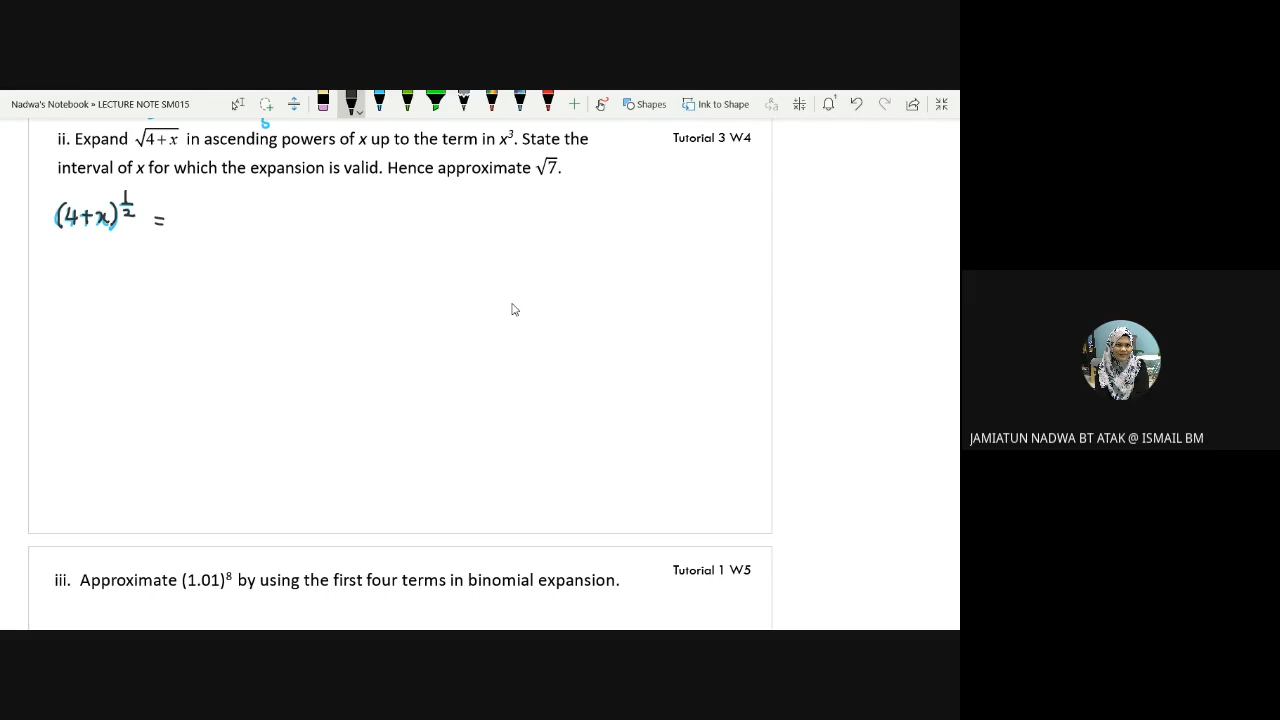 Nadwa's Notebook » LECTURE NOTE SM015
Shapes
Ink to Shape
ii. Expand √4+x in ascending powers of x up to the term in x³. State the
Tutorial 3 W4
interval of x for which the expansion is valid. Hence approximate √7.
(4+x)^½ =
JAMIATUN NADWA BT ATAK @ ISMAIL BM
iii. Approximate (1.01)⁸ by using the first four terms in binomial expansion.
Tutorial 1 W5